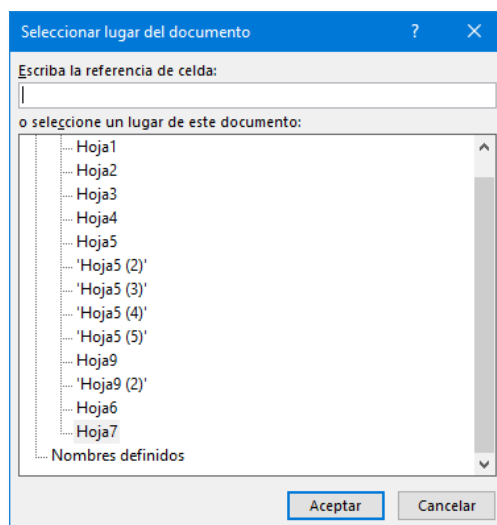 Seleccionar lugar del documento
Escriba la referencia de celda:
o seleccione un lugar de este documento:
Hoja1
Hoja2
Hoja3
Hoja4
Hoja5
'Hoja5 (2)'
'Hoja5 (3)'
'Hoja5 (4)'
'Hoja5 (5)'
Hoja9
'Hoja9 (2)'
Hoja6
Hoja7
Nombres definidos
Aceptar Cancelar